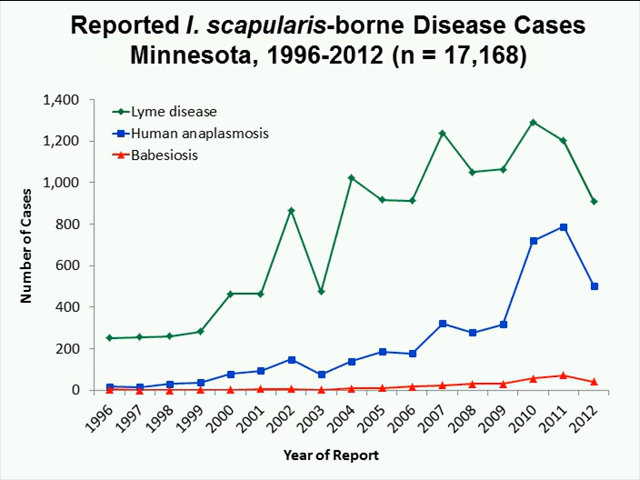 Reported I. scapularis-borne Disease Cases
Minnesota, 1996-2012 (n = 17,168)
1,400
1,200
1,000
800
600
400
200
0
Number of Cases
Lyme disease
Human anaplasmosis
Babesiosis
1996 1997 1998 1999 2000 2001 2002 2003 2004 2005 2006 2007 2008 2009 2010 2011 2012
Year of Report